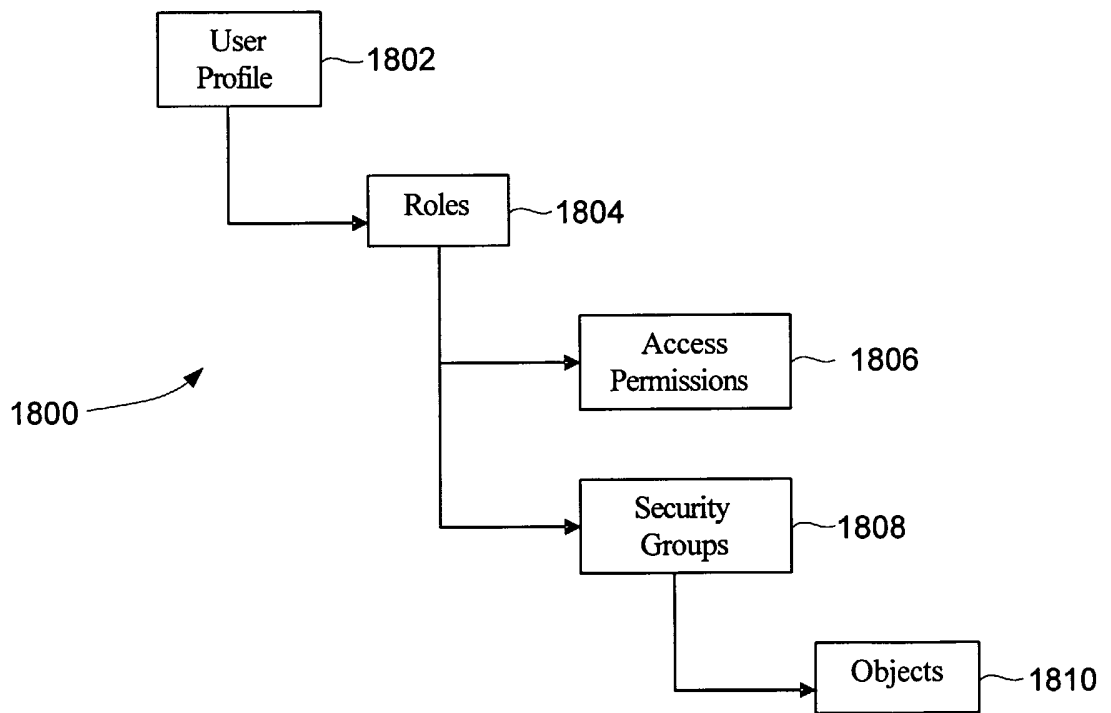 User
Profile
1802
Roles
1804
Access
Permissions
1806
1800
Security
Groups
1808
Objects
1810